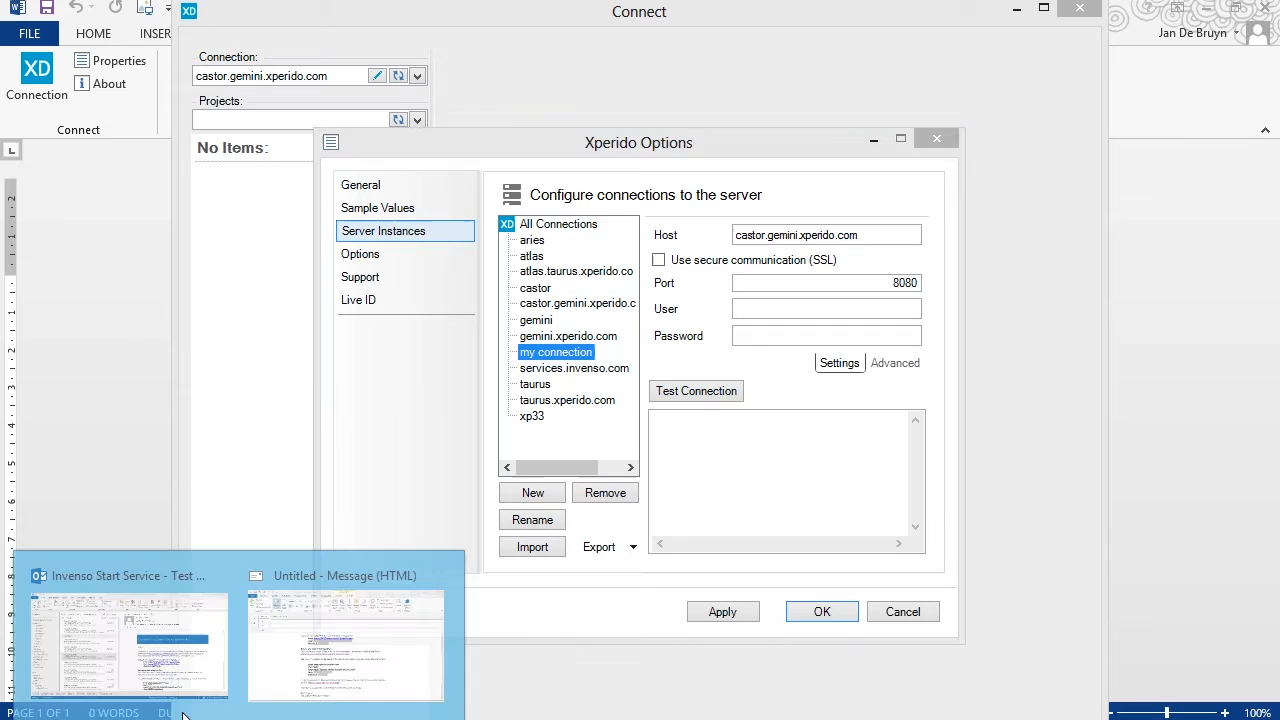 XD
Connect
FILE
HOME
INSER
Jan De Bruyn
XD
Connection
Properties
About
Connect
Connection:
castor.gemini.xperido.com
Projects:
No Items:
Xperido Options
General
Sample Values
Server Instances
Options
Support
Live ID
Configure connections to the server
XD All Connections
aries
atlas
atlas.taurus.xperido.co
castor
castor.gemini.xperido.c
gemini
gemini.xperido.com
my connection
services.invenso.com
taurus
taurus.xperido.com
xp33
Host castor.gemini.xperido.com
Use secure communication (SSL)
Port 8080
User
Password
Settings Advanced
Test Connection
New Remove
Rename
Import Export
Apply OK Cancel
Invenso Start Service - Test ...
Untitled - Message (HTML)
PAGE 1 OF 1 0 WORDS DU
100%